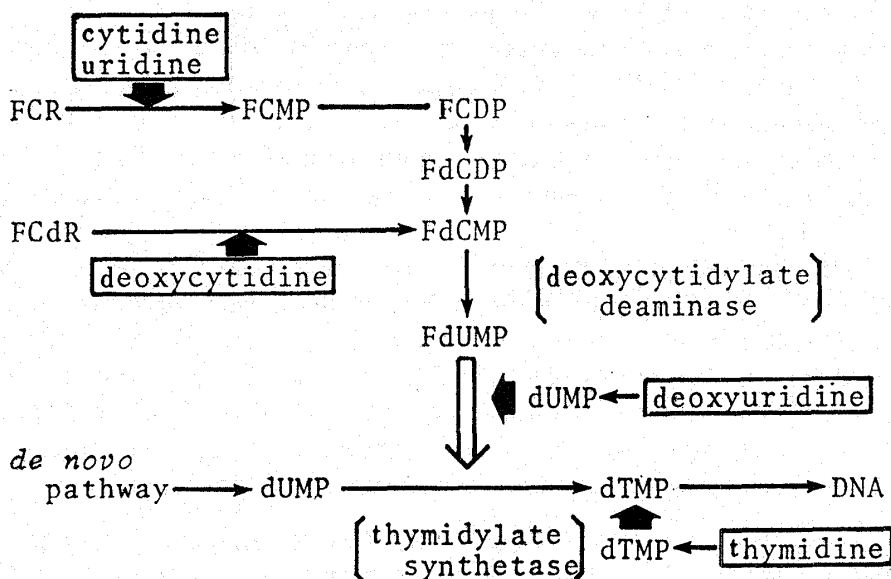 cytidine
uridine
FCR FCMP FCDP
FdCDP
FCdR FdCMP
deoxycytidine
deoxycytidylate
deaminase
FdUMP
dUMP deoxyuridine
de novo
pathway dUMP dTMP DNA
thymidylate
synthetase dTMP thymidine